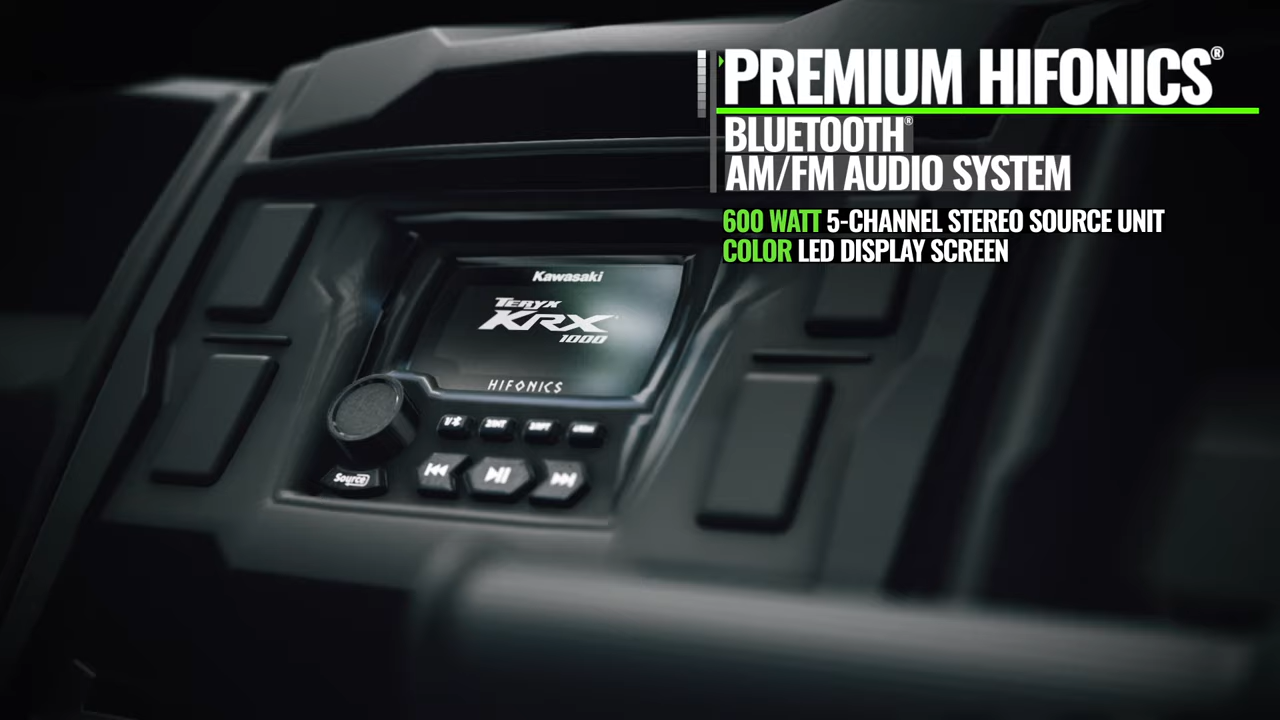 PREMIUM HIFONICS®
BLUETOOTH®
AM/FM AUDIO SYSTEM
600 WATT 5-CHANNEL STEREO SOURCE UNIT
COLOR LED DISPLAY SCREEN
Kawasaki
TERYX
KRX
1000
HIFONICS
Source